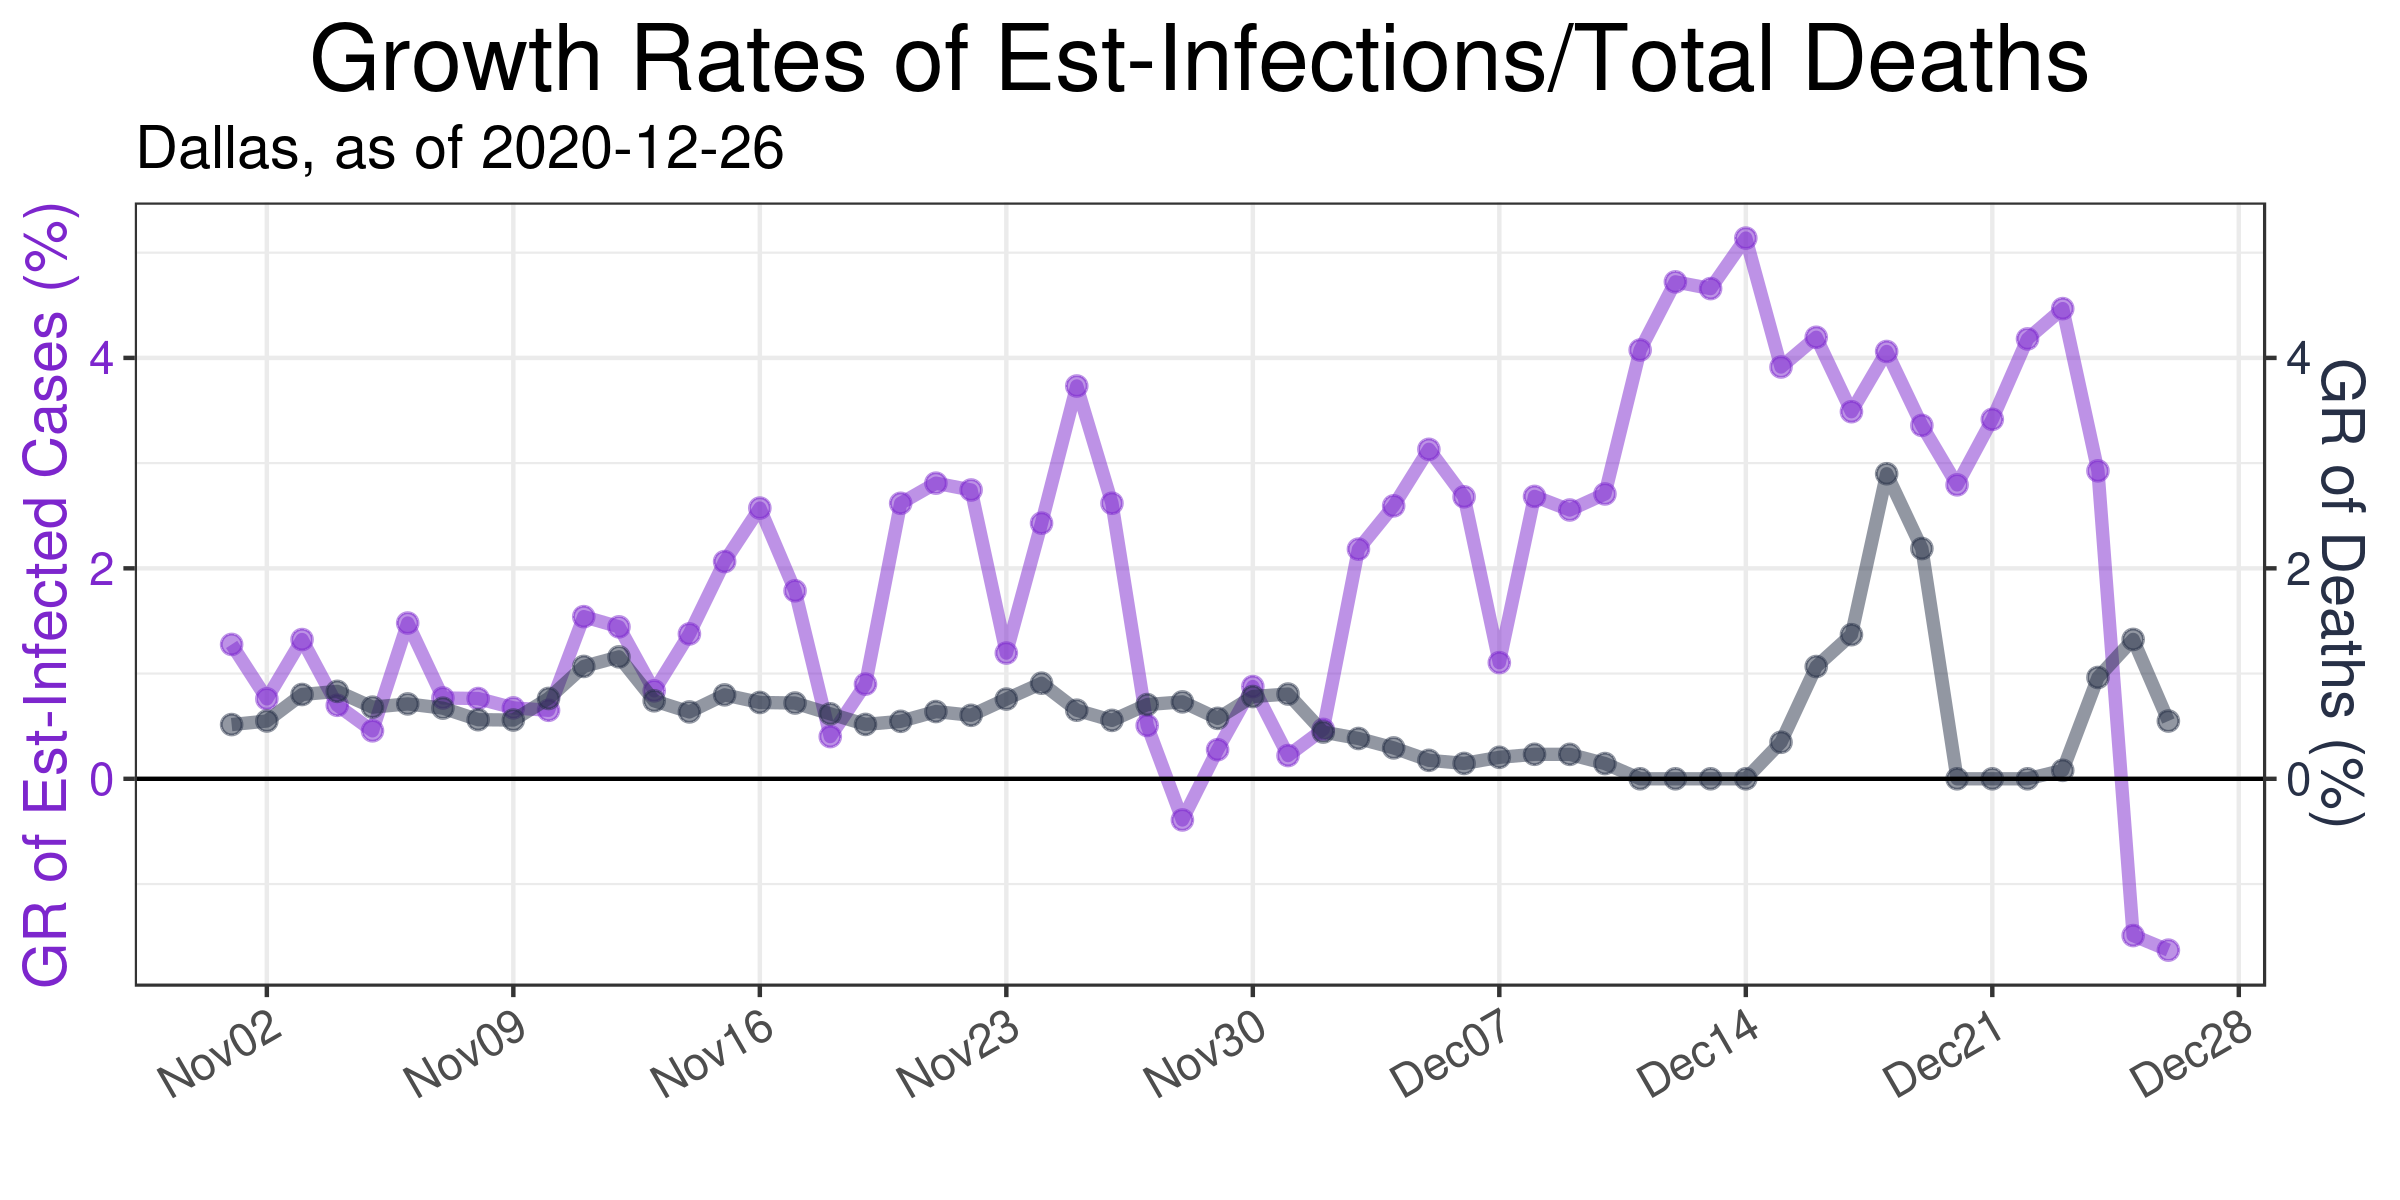 Growth Rates of Est-Infections/Total Deaths
Dallas, as of 2020-12-26
GR of Est-Infected Cases (%)
4
2
0
4
2
0
GR of Deaths (%)
Nov02
Nov09
Nov16
Nov23
Nov30
Dec07
Dec14
Dec21
Dec28